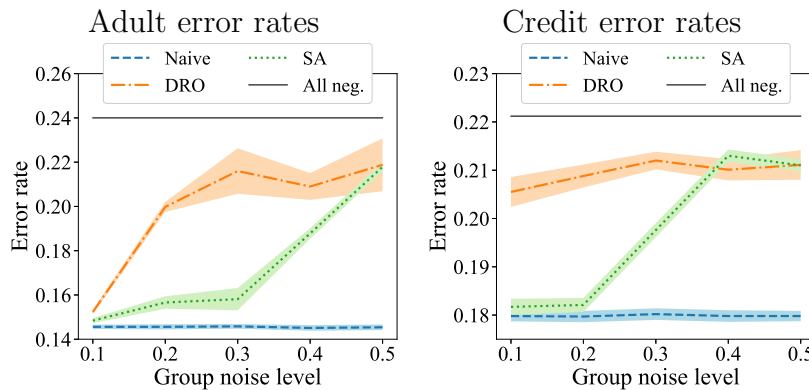 Adult error rates
Naive
SA
DRO
All neg.
0.26
0.24
0.22
0.20
0.18
0.16
0.14
Error rate
0.1 0.2 0.3 0.4 0.5
Group noise level
Credit error rates
Naive
SA
DRO
All neg.
0.23
0.22
0.21
0.20
0.19
0.18
Error rate
0.1 0.2 0.3 0.4 0.5
Group noise level